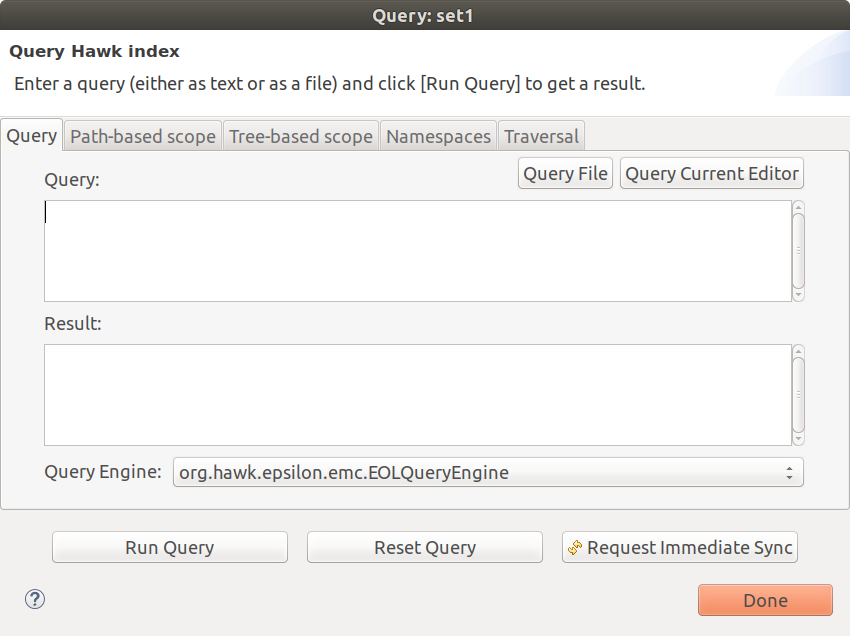 Query: set1
Query Hawk index
Enter a query (either as text or as a file) and click [Run Query] to get a result.
Query Path-based scope Tree-based scope Namespaces Traversal
Query: Query File Query Current Editor
Result:
Query Engine: org.hawk.epsilon.emc.EOLQueryEngine
Run Query Reset Query Request Immediate Sync
? Done